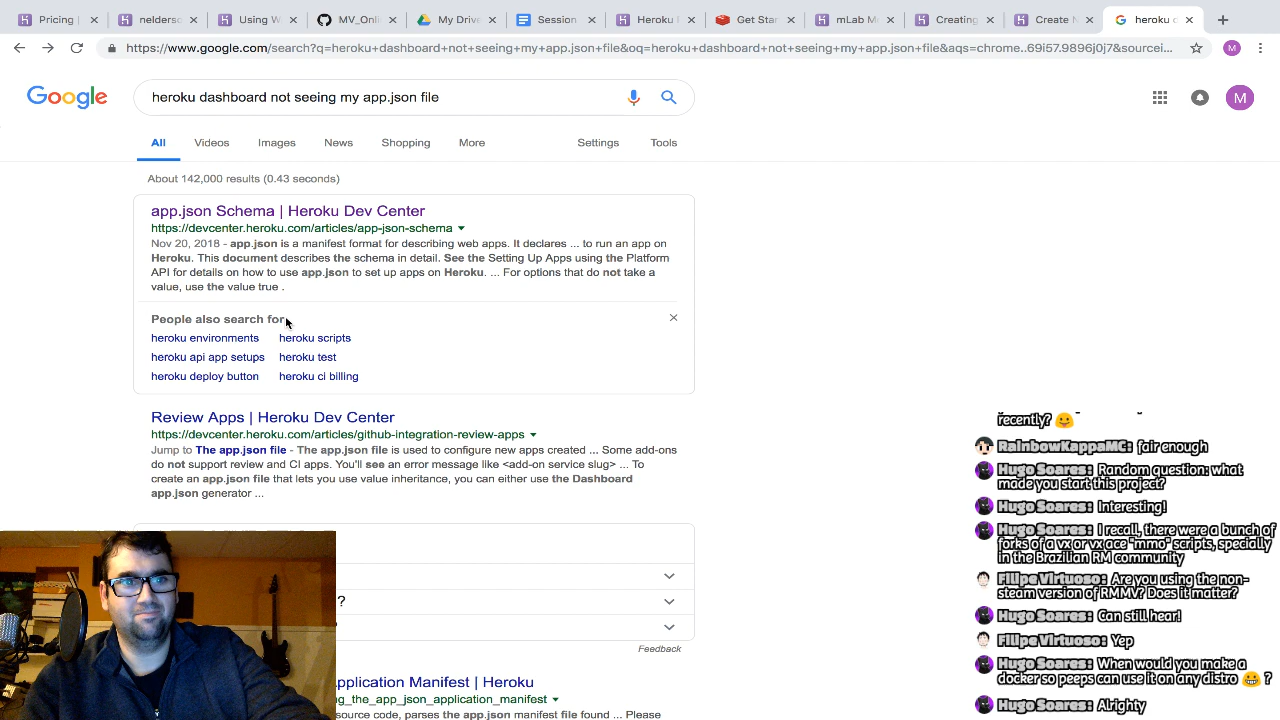 Pricing |
neldersc
Using W
MV_Onli
My Drive
Session
Heroku P
Get Star
mLab M
Creating
Create N
heroku d
https://www.google.com/search?q=heroku+dashboard+not+seeing+my+app.json+file&oq=heroku+dashboard+not+seeing+my+app.json+file&aqs=chrome..69i57.9896j0j7&sourcei...
M
Google
heroku dashboard not seeing my app.json file
M
All
Videos
Images
News
Shopping
More
Settings
Tools
About 142,000 results (0.43 seconds)
app.json Schema | Heroku Dev Center
https://devcenter.heroku.com/articles/app-json-schema
Nov 20, 2018 - app.json is a manifest format for describing web apps. It declares ... to run an app on
Heroku. This document describes the schema in detail. See the Setting Up Apps using the Platform
API for details on how to use app.json to set up apps on Heroku. ... For options that do not take a
value, use the value true .
People also search for
heroku environments heroku scripts
heroku api app setups heroku test
heroku deploy button heroku ci billing
Review Apps | Heroku Dev Center
https://devcenter.heroku.com/articles/github-integration-review-apps
Jump to The app.json file - The app.json file is used to configure new apps created ... Some add-ons
do not support review and CI apps. You'll see an error message like <add-on service slug> ... To
create an app.json file that lets you use value inheritance, you can either use the Dashboard
app.json generator ...
?
Feedback
pplication Manifest | Heroku
ng_the_app_json_application_manifest
source code, parses the app.json manifest file found ... Please
recently? 😛
RainbowKappaMC: fair enough
Hugo Soares: Random question: what
made you start this project?
Hugo Soares: Interesting!
Hugo Soares: I recall, there were a bunch of
forks of a vx or vx ace "mmo" scripts, specially
in the Brazilian RM community
Filipe Virtuoso: Are you using the non-
steam version of RMMV? Does it matter?
Hugo Soares: Can still hear!
Filipe Virtuoso: Yep
Hugo Soares: When would you make a
docker so peeps can use it on any distro 😀 ?
Hugo Soares: Alrighty